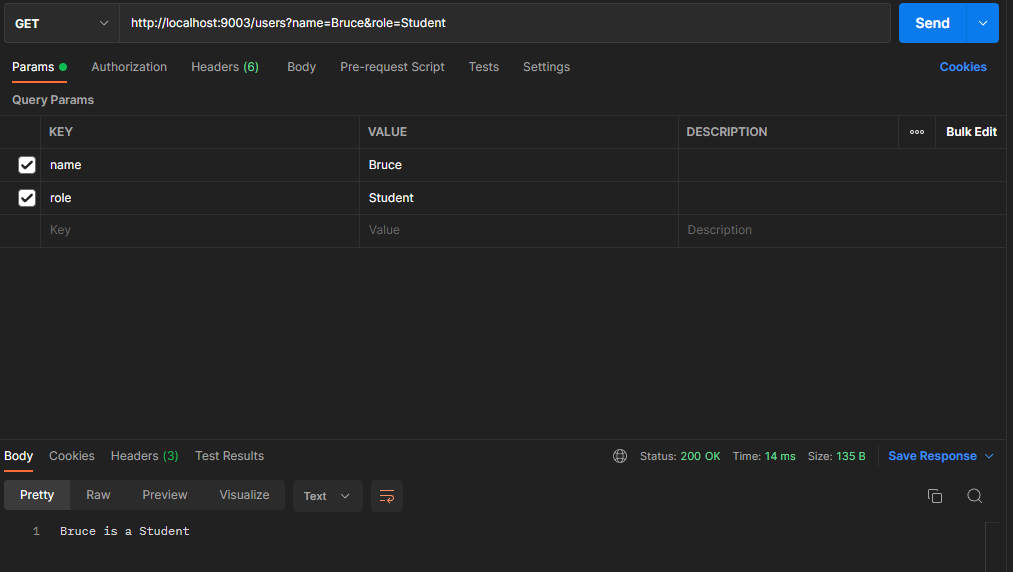 GET http://localhost:9003/users?name=Bruce&role=Student Send
Params Authorization Headers (6) Body Pre-request Script Tests Settings Cookies
Query Params
KEY VALUE DESCRIPTION ooo Bulk Edit
name Bruce
role Student
Key Value Description
Body Cookies Headers (3) Test Results Status: 200 OK Time: 14 ms Size: 135 B Save Response
Pretty Raw Preview Visualize Text
1 Bruce is a Student